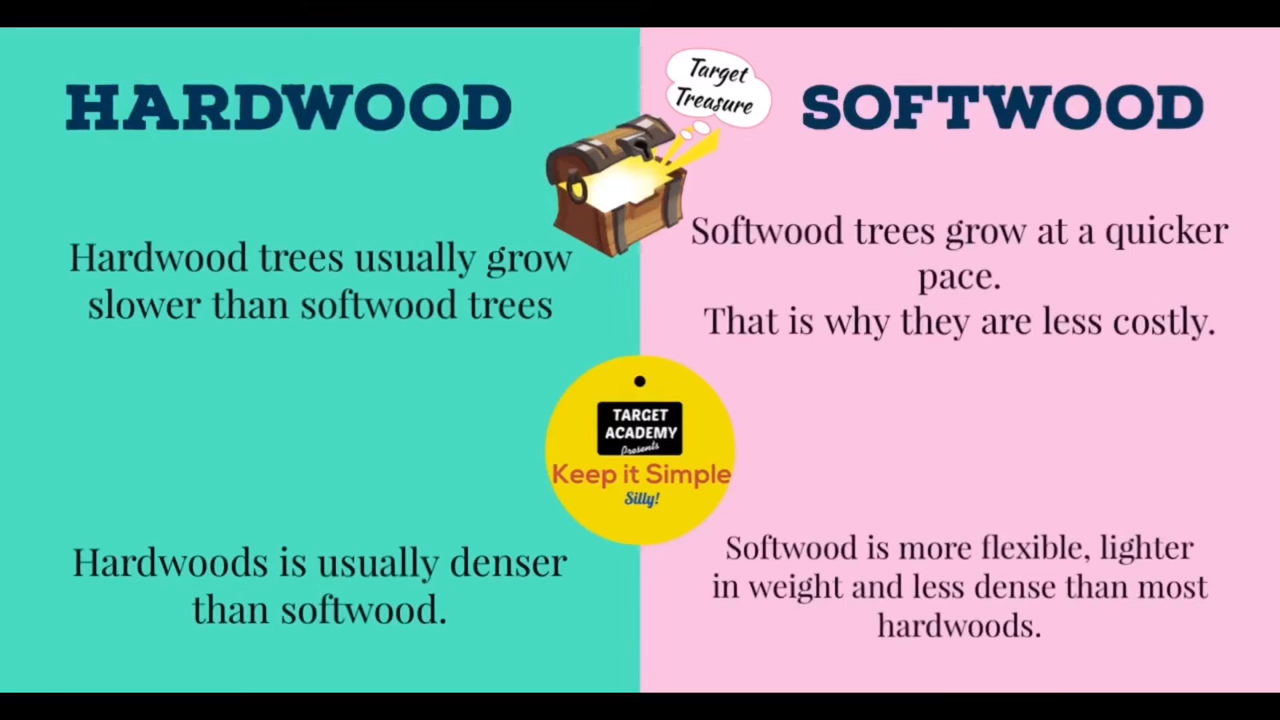 HARDWOOD
Hardwood trees usually grow
slower than softwood trees
Hardwoods is usually denser
than softwood.
Target
Treasure
TARGET
ACADEMY
Presents
Keep it Simple
Silly!
SOFTWOOD
Softwood trees grow at a quicker
pace.
That is why they are less costly.
Softwood is more flexible, lighter
in weight and less dense than most
hardwoods.